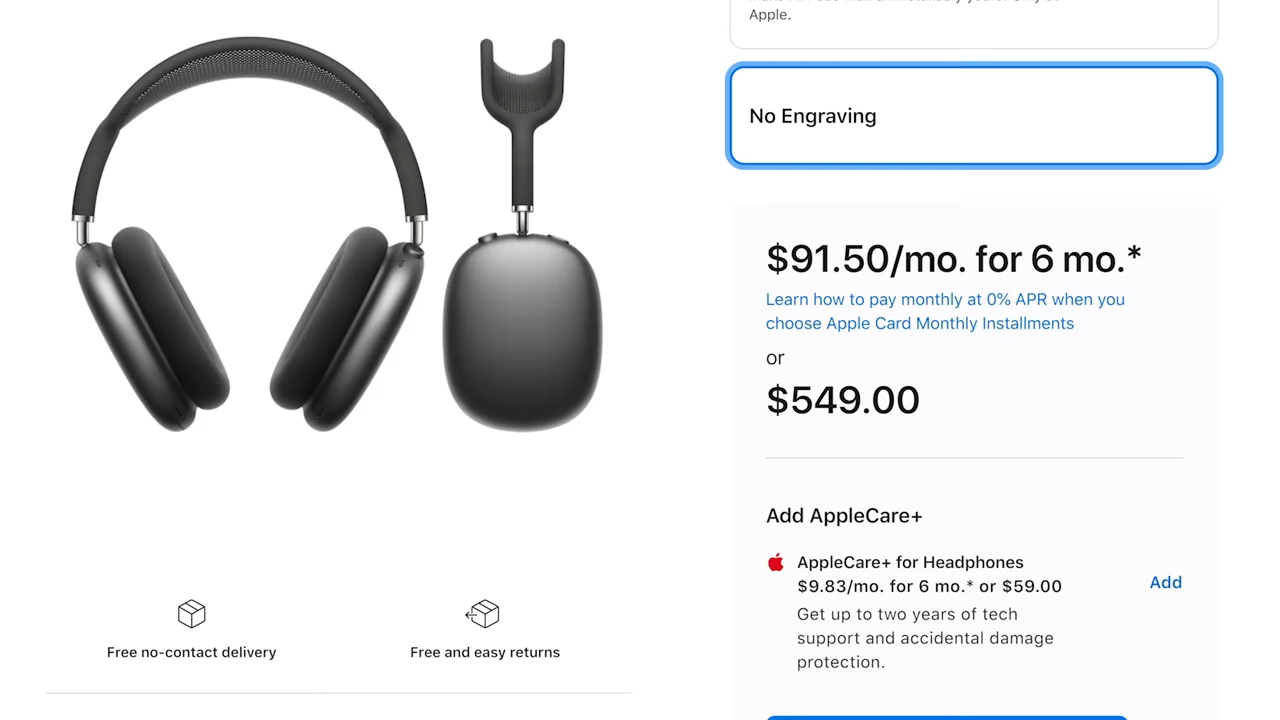 Apple.
No Engraving
$91.50/mo. for 6 mo.*
Learn how to pay monthly at 0% APR when you
choose Apple Card Monthly Installments
or
$549.00
Add AppleCare+
AppleCare+ for Headphones
$9.83/mo. for 6 mo.* or $59.00
Add
Get up to two years of tech
support and accidental damage
protection.
Free no-contact delivery
Free and easy returns